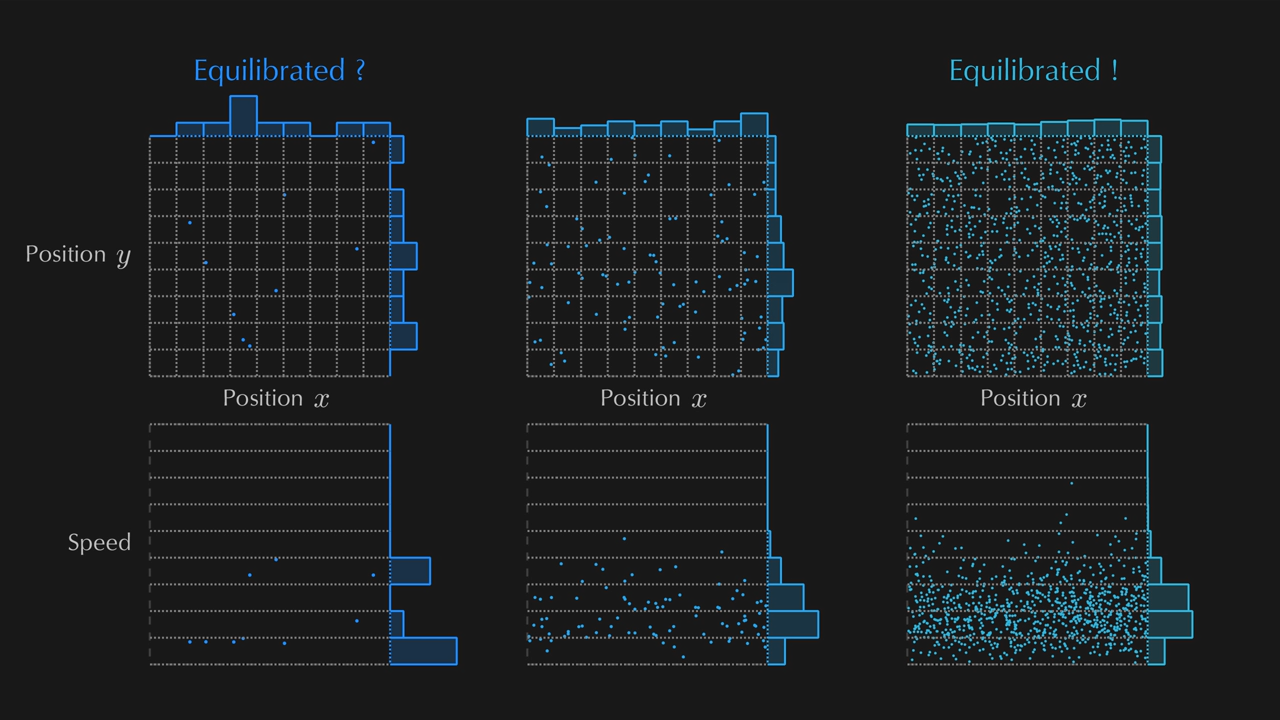 Equilibrated ?
Equilibrated !
Position y
Position x
Position x
Position x
Speed